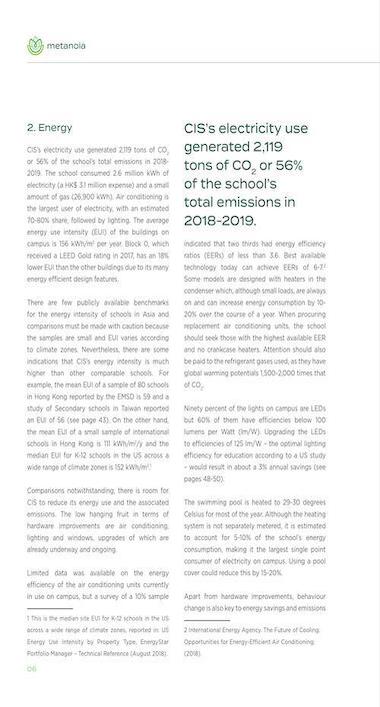 metanoia
2. Energy
CIS's electricity use generated 2,119 tons of CO₂
or 56% of the school's total emissions in 2018-
2019. The school consumed 2.6 million kWh of
electricity (a HK$ 3.1 million expense) and a small
amount of gas (26,900 kWh). Air conditioning is
the largest user of electricity, with an estimated
70-80% share, followed by lighting. The average
energy use intensity (EUI) of the buildings on
campus is 156 kWh/m² per year. Block 0, which
received a LEED Gold rating in 2017, has an 18%
lower EUI than the other buildings due to its many
energy efficient design features.
There are few publicly available benchmarks
for the energy intensity of schools in Asia and
comparisons must be made with caution because
the samples are small and EUI varies according
to climate zones. Nevertheless, there are some
indications that CIS's energy intensity is much
higher than other comparable schools. For
example, the mean EUI of a sample of 80 schools
in Hong Kong reported by the EMSD is 59 and a
study of Secondary schools in Taiwan reported
an EUI of 56 (see page 43). On the other hand,
the mean EUI of a small sample of international
schools in Hong Kong is 111 kWh/m²/y and the
median EUI for K-12 schools in the US across a
wide range of climate zones is 152 kWh/m².¹
Comparisons notwithstanding, there is room for
CIS to reduce its energy use and the associated
emissions. The low hanging fruit in terms of
hardware improvements are air conditioning,
lighting and windows, upgrades of which are
already underway and ongoing.
Limited data was available on the energy
efficiency of the air conditioning units currently
in use on campus, but a survey of a 10% sample
1 This is the median site EUI for K-12 schools in the US
across a wide range of climate zones, reported in: US
Energy Use Intensity by Property Type, EnergyStar
Portfolio Manager – Technical Reference (August 2018).
06
CIS's electricity use
generated 2,119
tons of CO₂ or 56%
of the school's
total emissions in
2018-2019.
indicated that two thirds had energy efficiency
ratios (EERs) of less than 3.6. Best available
technology today can achieve EERs of 6-7.²
Some models are designed with heaters in the
condenser which, although small loads, are always
on and can increase energy consumption by 10-
20% over the course of a year. When procuring
replacement air conditioning units, the school
should seek those with the highest available EER
and no crankcase heaters. Attention should also
be paid to the refrigerant gases used, as they have
global warming potentials 1,500-2,000 times that
of CO₂.
Ninety percent of the lights on campus are LEDs
but 60% of them have efficiencies below 100
lumens per Watt (lm/W). Upgrading the LEDs
to efficiencies of 125 lm/W – the optimal lighting
efficiency for education according to a US study
– would result in about a 3% annual savings (see
pages 48-50).
The swimming pool is heated to 29-30 degrees
Celsius for most of the year. Although the heating
system is not separately metered, it is estimated
to account for 5-10% of the school's energy
consumption, making it the largest single point
consumer of electricity on campus. Using a pool
cover could reduce this by 15-20%.
Apart from hardware improvements, behaviour
change is also key to energy savings and emissions
2 International Energy Agency. The Future of Cooling:
Opportunities for Energy-Efficient Air Conditioning.
(2018).